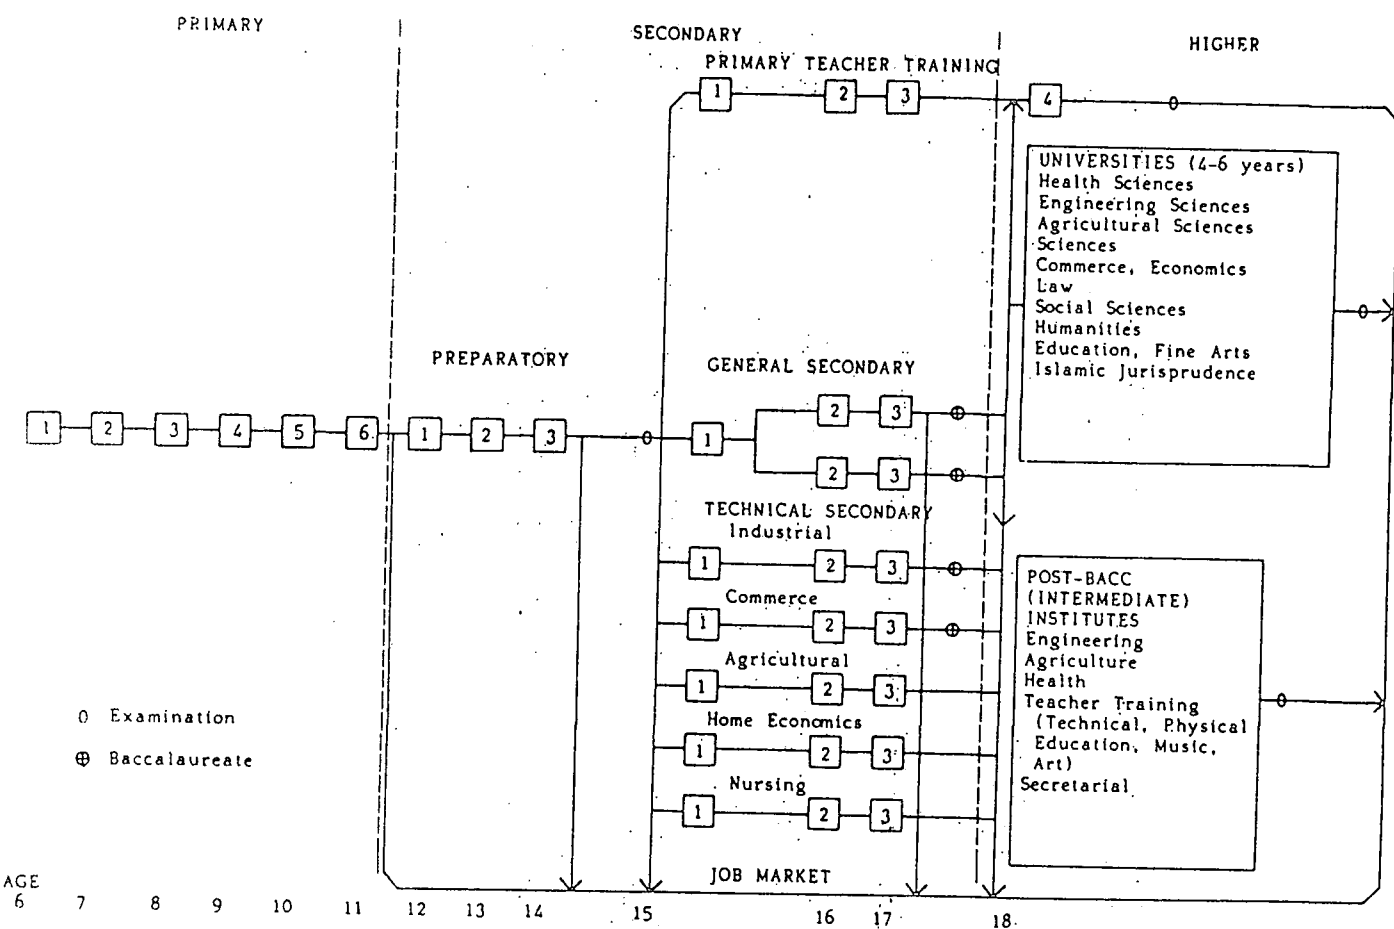 PRIMARY
SECONDARY
HIGHER
PRIMARY TEACHER TRAINING
1 2 3 4
UNIVERSITIES (4-6 years)
Health Sciences
Engineering Sciences
Agricultural Sciences
Sciences
Commerce, Economics
Law
Social Sciences
Humanities
Education, Fine Arts
Islamic Jurisprudence
PREPARATORY
GENERAL SECONDARY
2 3
1 2 3 4 5 6 1 2 3 1
2 3
TECHNICAL SECONDARY
Industrial
1 2 3
Commerce
1 2 3
Agricultural
1 2 3
Home Economics
1 2 3
Nursing
1 2 3
POST-BACC
(INTERMEDIATE)
INSTITUTES
Engineering
Agriculture
Health
Teacher Training
(Technical, Physical
Education, Music,
Art)
Secretarial
0 Examination
⊕ Baccalaureate
JOB MARKET
AGE
6 7 8 9 10 11 12 13 14 15 16 17 18